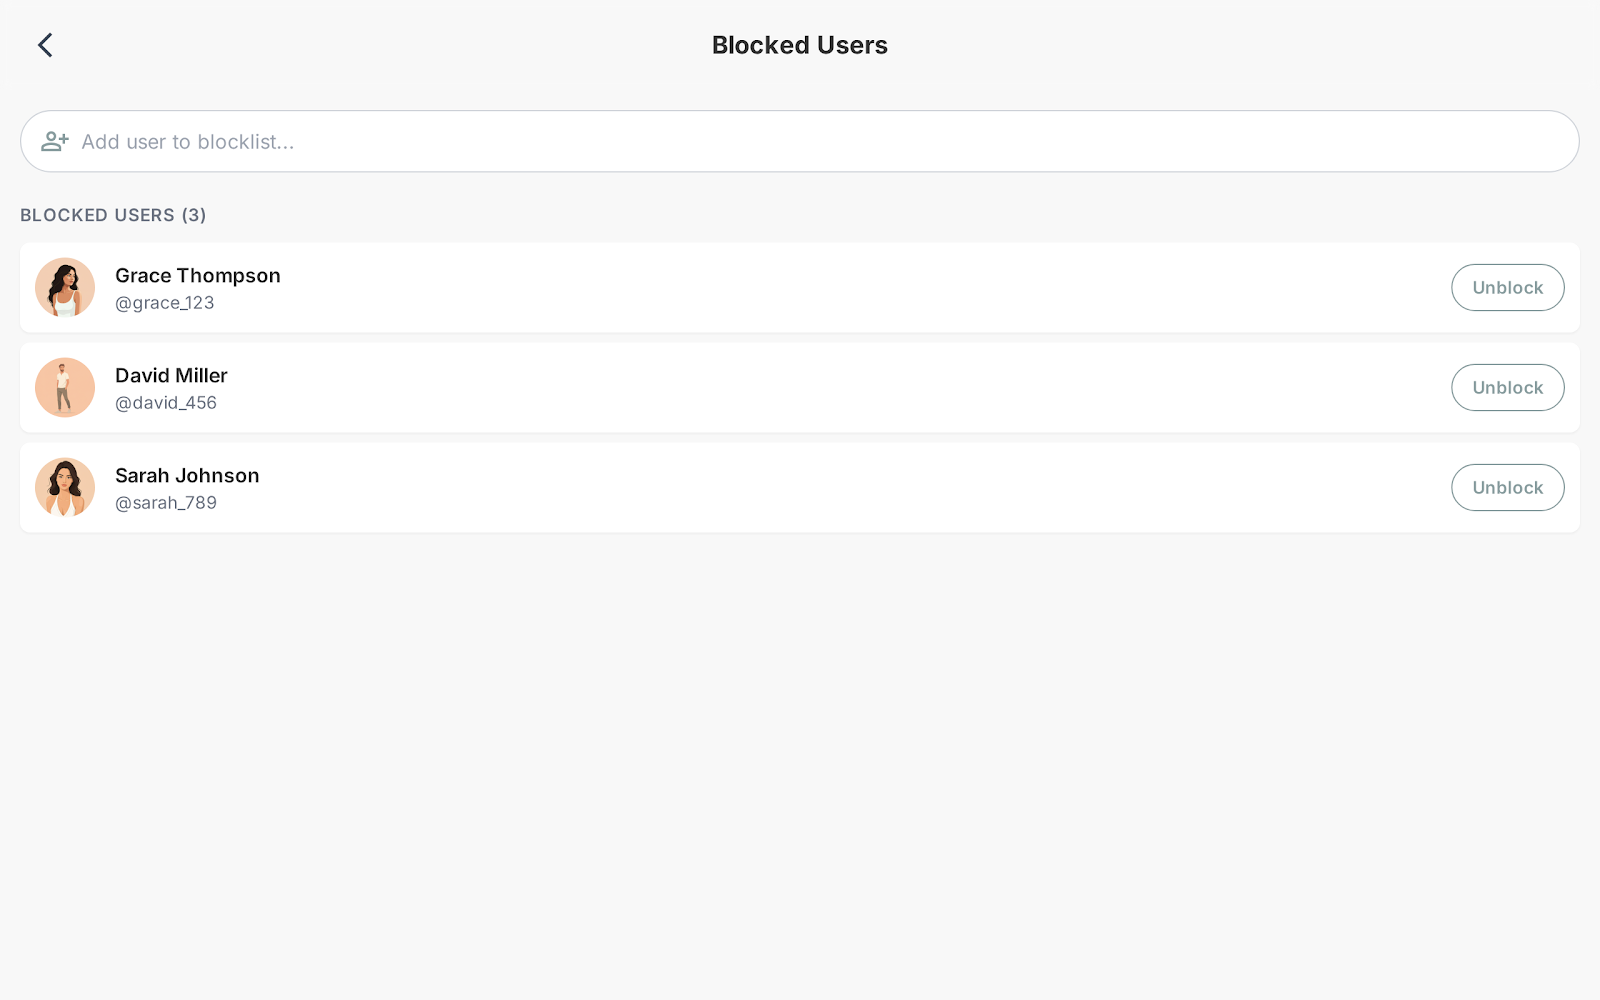 Blocked Users
Add user to blocklist...
BLOCKED USERS (3)
Grace Thompson
@grace_123
Unblock
David Miller
@david_456
Unblock
Sarah Johnson
@sarah_789
Unblock